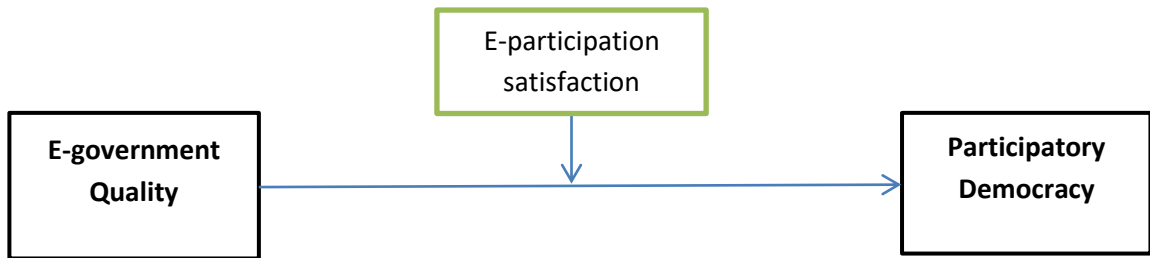 E-participation
satisfaction
E-government
Quality
Participatory
Democracy